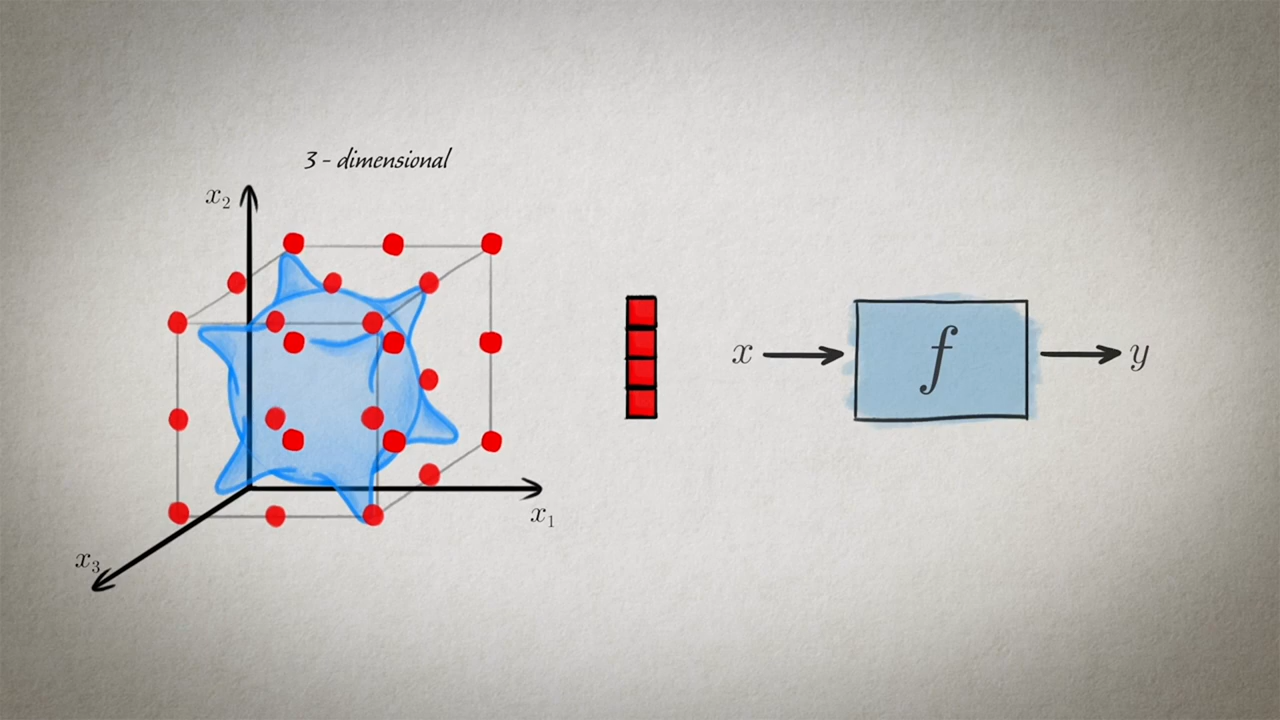 3 - dimensional
x₂
x f y
x₁
x₃